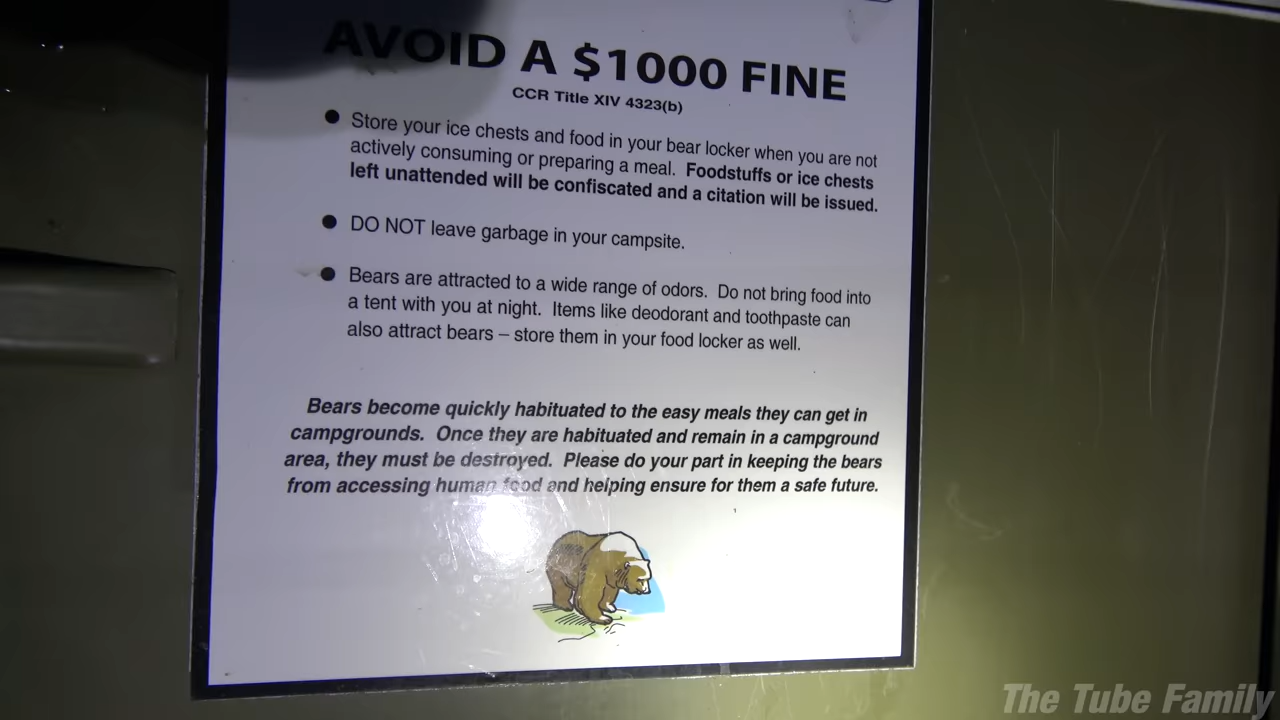 AVOID A $1000 FINE
CCR Title XIV 4323(b)
● Store your ice chests and food in your bear locker when you are not
actively consuming or preparing a meal. Foodstuffs or ice chests
left unattended will be confiscated and a citation will be issued.
● DO NOT leave garbage in your campsite.
● Bears are attracted to a wide range of odors. Do not bring food into
a tent with you at night. Items like deodorant and toothpaste can
also attract bears – store them in your food locker as well.
Bears become quickly habituated to the easy meals they can get in
campgrounds. Once they are habituated and remain in a campground
area, they must be destroyed. Please do your part in keeping the bears
from accessing human food and helping ensure for them a safe future.
The Tube Family